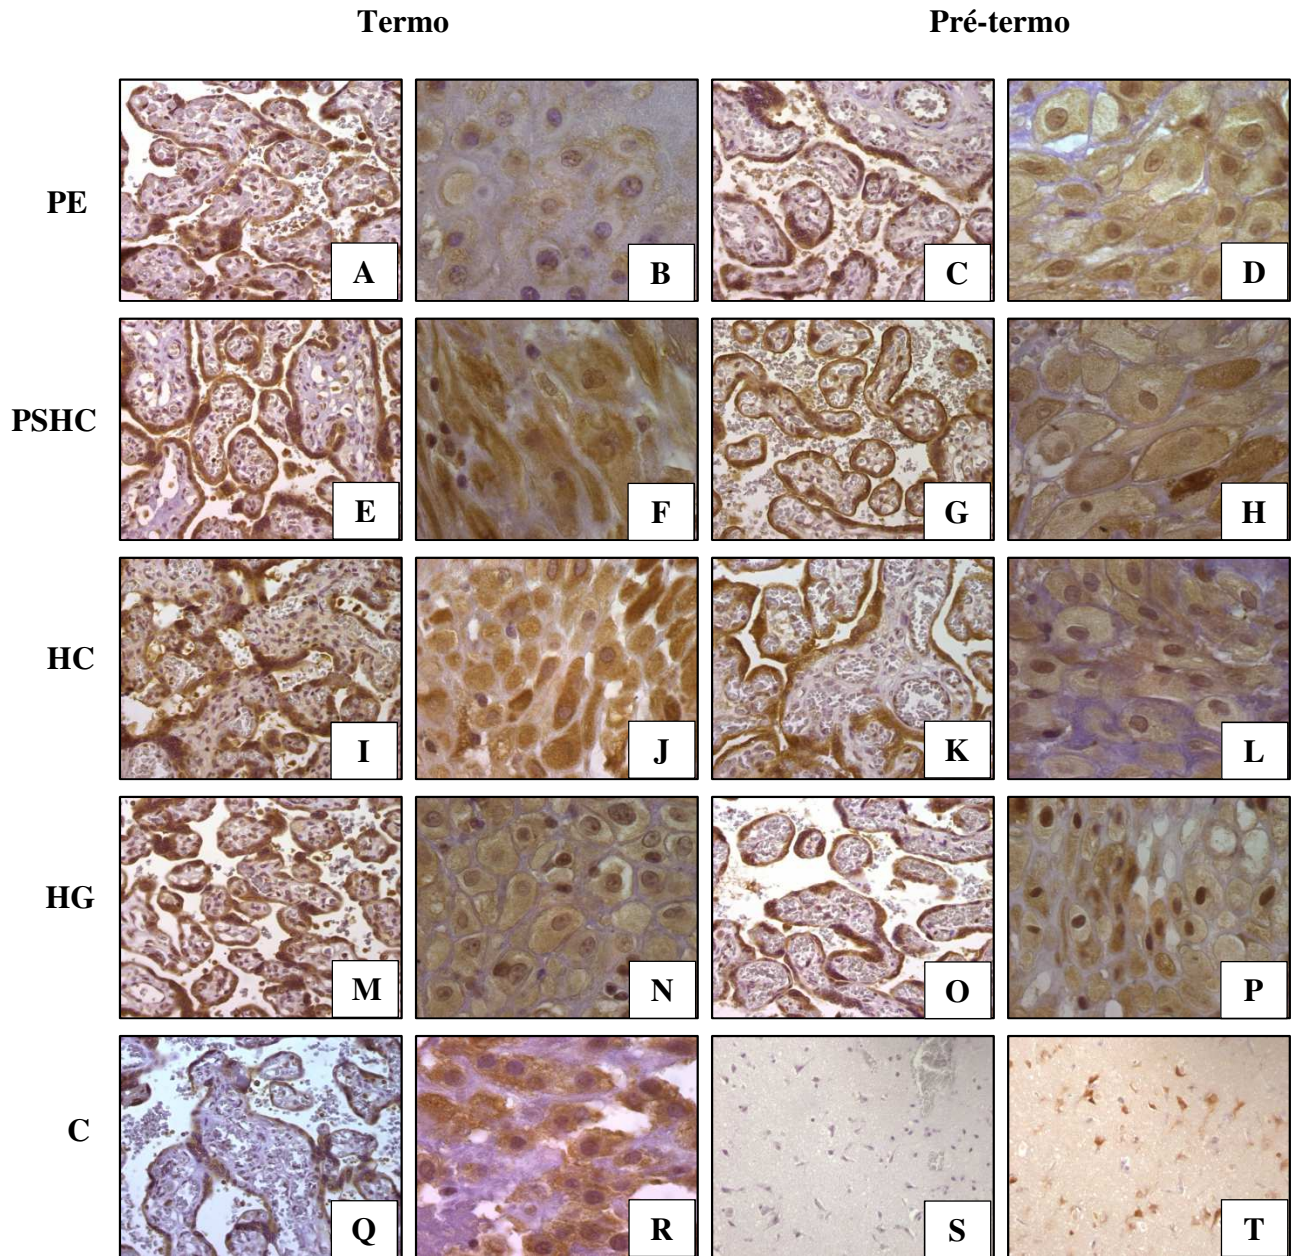 Termo Pré-termo
PE A B C D
PSHC E F G H
HC I J K L
HG M N O P
C Q R S T